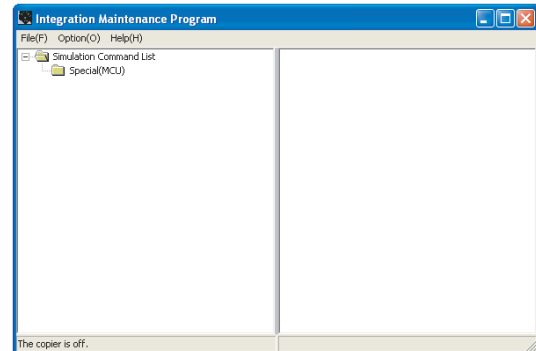 Integration Maintenance Program
File(F) Option(O) Help(H)
Simulation Command List
Special(MCU)
The copier is off.